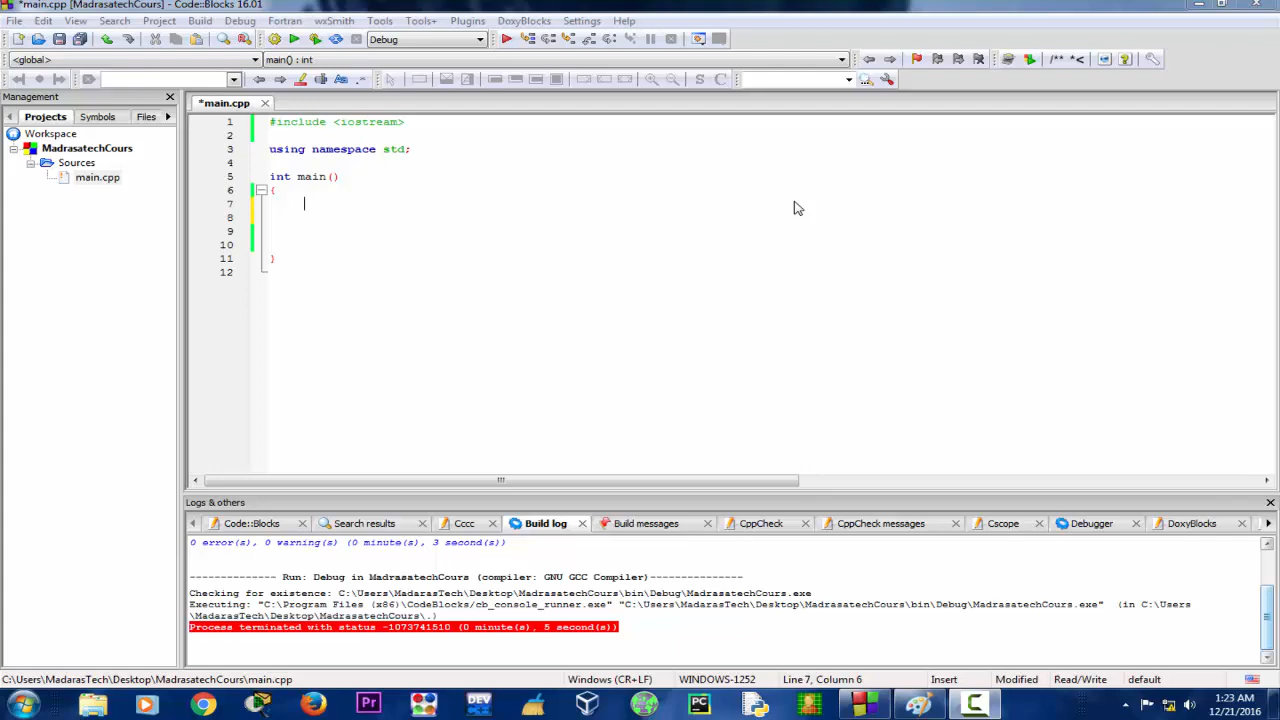 *main.cpp [MadrasatechCours] - Code::Blocks 16.01
File Edit View Search Project Build Debug Fortran wxSmith Tools Tools+ Plugins DoxyBlocks Settings Help
Debug
<global> main() : int
/** *<
S C
Management
*main.cpp
Projects Symbols Files
Workspace
MadrasatechCours
Sources
main.cpp
1 #include <iostream>
2
3 using namespace std;
4
5 int main()
6 {
7
8
9
10
11 }
12
Logs & others
Code::Blocks Search results Cccc Build log Build messages CppCheck CppCheck messages Cscope Debugger DoxyBlocks
0 error(s), 0 warning(s) (0 minute(s), 3 second(s))
-------------- Run: Debug in MadrasatechCours (compiler: GNU GCC Compiler)---------------
Checking for existence: C:\Users\MadarasTech\Desktop\MadrasatechCours\bin\Debug\MadrasatechCours.exe
Executing: "C:\Program Files (x86)\CodeBlocks/cb_console_runner.exe" "C:\Users\MadarasTech\Desktop\MadrasatechCours\bin\Debug\MadrasatechCours.exe" (in C:\Users
\MadarasTech\Desktop\MadrasatechCours\.)
Process terminated with status -1073741510 (0 minute(s), 5 second(s))
C:\Users\MadarasTech\Desktop\MadrasatechCours\main.cpp Windows (CR+LF) WINDOWS-1252 Line 7, Column 6 Insert Modified Read/Write default
Pr DEV PC C
1:23 AM
12/21/2016